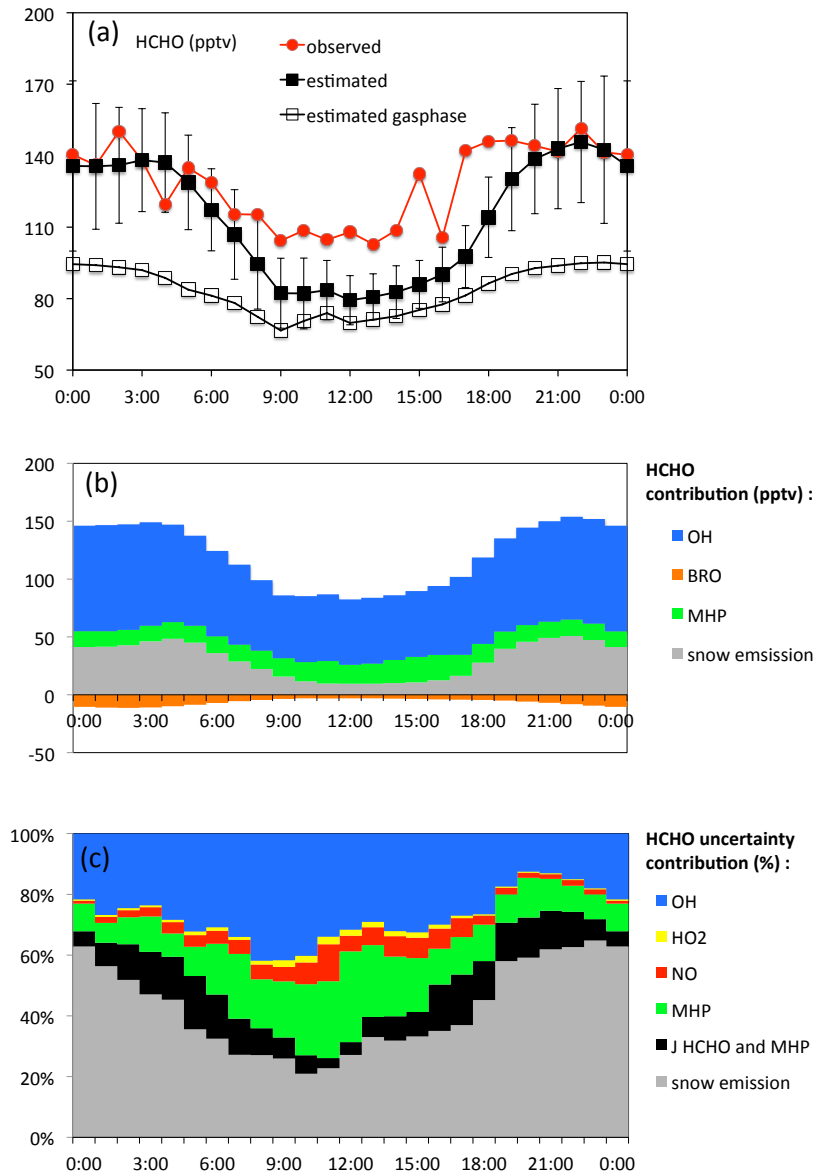 (a)
HCHO (pptv)
observed
estimated
estimated gasphase
200
170
140
110
80
50
0:00 3:00 6:00 9:00 12:00 15:00 18:00 21:00 0:00
(b)
HCHO
contribution (pptv) :
OH
BRO
MHP
snow emsission
200
150
100
50
0
-50
0:00 3:00 6:00 9:00 12:00 15:00 18:00 21:00 0:00
(c)
HCHO uncertainty
contribution (%) :
OH
HO2
NO
MHP
J HCHO and MHP
snow emission
100%
80%
60%
40%
20%
0%
0:00 3:00 6:00 9:00 12:00 15:00 18:00 21:00 0:00